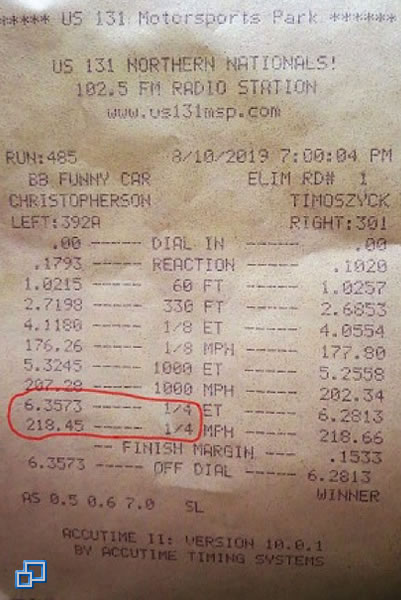 ***** US 131 Motorsports Park *****
US 131 NORTHERN NATIONALS!
102.5 FM RADIO STATION
www.us131msp.com
RUN:485 8/10/2019 7:00:04 PM
BB FUNNY CAR ELIM RD# 1
CHRISTOPHERSON TIMOSZYCK
LEFT:392A RIGHT:301
.00 ----- DIAL IN ----- .00
.1793 ----- REACTION ----- .1020
1.0215 ----- 60 FT ----- 1.0257
2.7198 ----- 330 FT ----- 2.6853
4.1180 ----- 1/8 ET ----- 4.0554
176.26 ----- 1/8 MPH ----- 177.80
5.3245 ----- 1000 ET ----- 5.2558
207.28 ----- 1000 MPH ----- 202.34
6.3573 ----- 1/4 ET ----- 6.2813
218.45 ----- 1/4 MPH ----- 218.66
-- FINISH MARGIN -- .1533
6.3573 ----- OFF DIAL ----- 6.2813
WINNER
AS 0.5 0.6 7.0 SL
ACCUTIME II: VERSION 10.0.1
BY ACCUTIME TIMING SYSTEMS